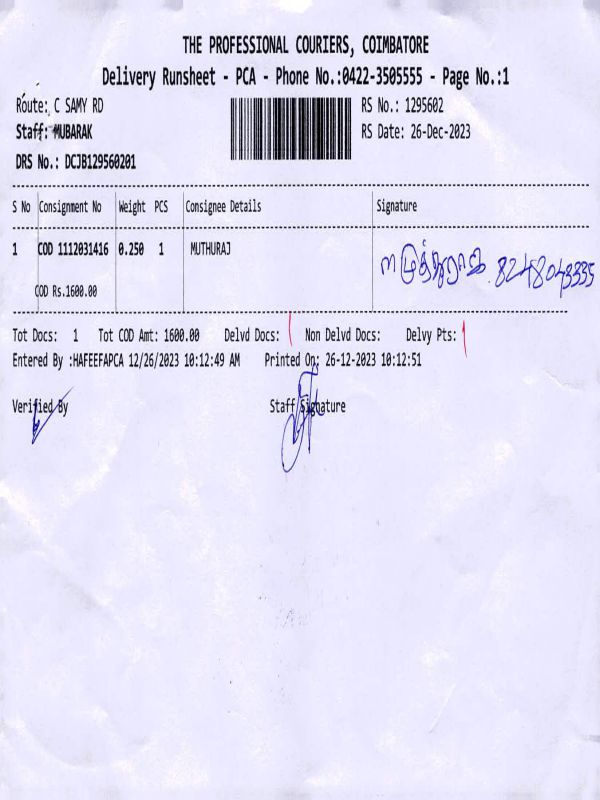 THE PROFESSIONAL COURIERS, COIMBATORE
Delivery Runsheet - PCA - Phone No.:0422-3505555 - Page No.:1
Route: C SAMY RD
RS No.: 1295602
Staff: MUBARAK
RS Date: 26-Dec-2023
DRS No.: DCJB129560201
S No Consignment No Weight PCS Consignee Details Signature
1 COD 1112031416 0.250 1 MUTHURAJ முத்துராஜ் 8248043335
COD Rs.1600.00
Tot Docs: 1 Tot COD Amt: 1600.00 Delvd Docs: 1 Non Delvd Docs: Delvy Pts: 1
Entered By :HAFEEFAPCA 12/26/2023 10:12:49 AM Printed On: 26-12-2023 10:12:51
Verified By Staff Signature